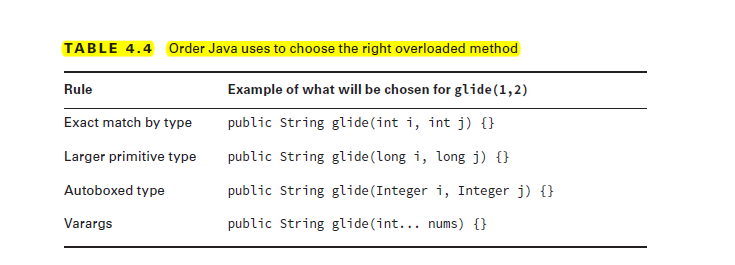 TABLE 4.4 Order Java uses to choose the right overloaded method
Rule Example of what will be chosen for glide(1,2)
Exact match by type public String glide(int i, int j) {}
Larger primitive type public String glide(long i, long j) {}
Autoboxed type public String glide(Integer i, Integer j) {}
Varargs public String glide(int... nums) {}